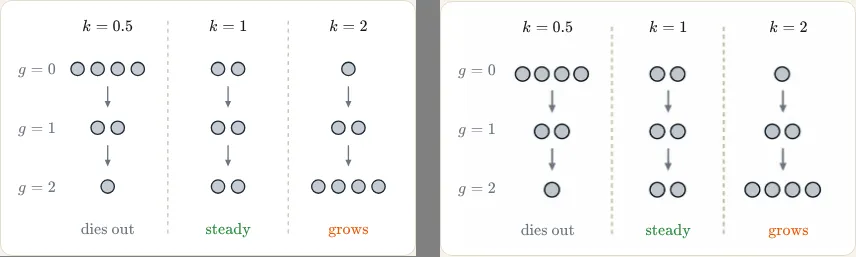 k = 0.5 k = 1 k = 2
g = 0
g = 1
g = 2
dies out steady grows
k = 0.5 k = 1 k = 2
g = 0
g = 1
g = 2
dies out steady grows